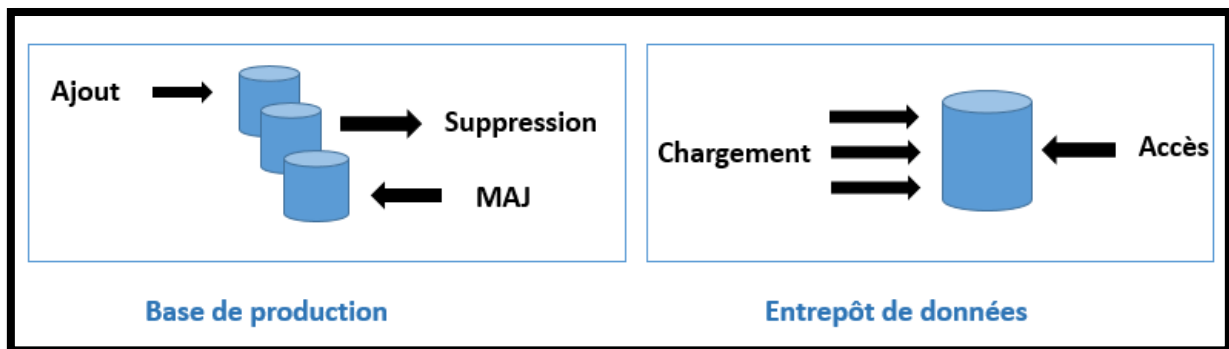 Ajout
Suppression
MAJ
Base de production
Chargement
Accès
Entrepôt de données